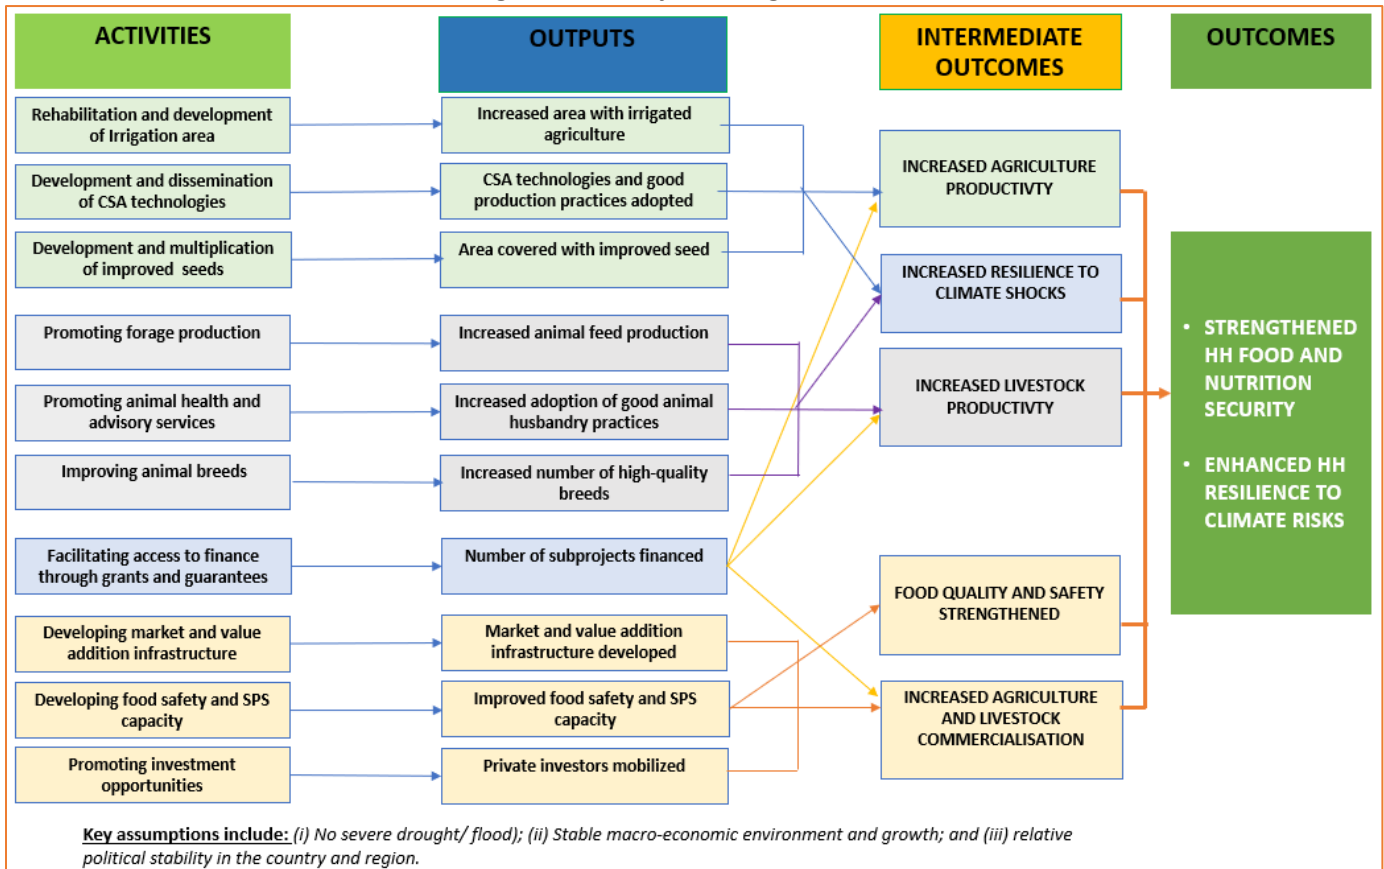 ACTIVITIES
OUTPUTS
INTERMEDIATE
OUTCOMES
OUTCOMES
Rehabilitation and development
of Irrigation area
Increased area with irrigated
agriculture
Development and dissemination
of CSA technologies
CSA technologies and good
production practices adopted
Development and multiplication
of improved seeds
Area covered with improved seed
Promoting forage production
Increased animal feed production
Promoting animal health and
advisory services
Increased adoption of good animal
husbandry practices
Improving animal breeds
Increased number of high-quality
breeds
Facilitating access to finance
through grants and guarantees
Number of subprojects financed
Developing market and value
addition infrastructure
Market and value addition
infrastructure developed
Developing food safety and SPS
capacity
Improved food safety and SPS
capacity
Promoting investment
opportunities
Private investors mobilized
INCREASED AGRICULTURE
PRODUCTIVTY
INCREASED RESILIENCE TO
CLIMATE SHOCKS
INCREASED LIVESTOCK
PRODUCTIVTY
FOOD QUALITY AND SAFETY
STRENGTHENED
INCREASED AGRICULTURE
AND LIVESTOCK
COMMERCIALISATION
• STRENGTHENED
HH FOOD AND
NUTRITION
SECURITY
• ENHANCED HH
RESILIENCE TO
CLIMATE RISKS
Key assumptions include: (i) No severe drought/ flood); (ii) Stable macro-economic environment and growth; and (iii) relative
political stability in the country and region.